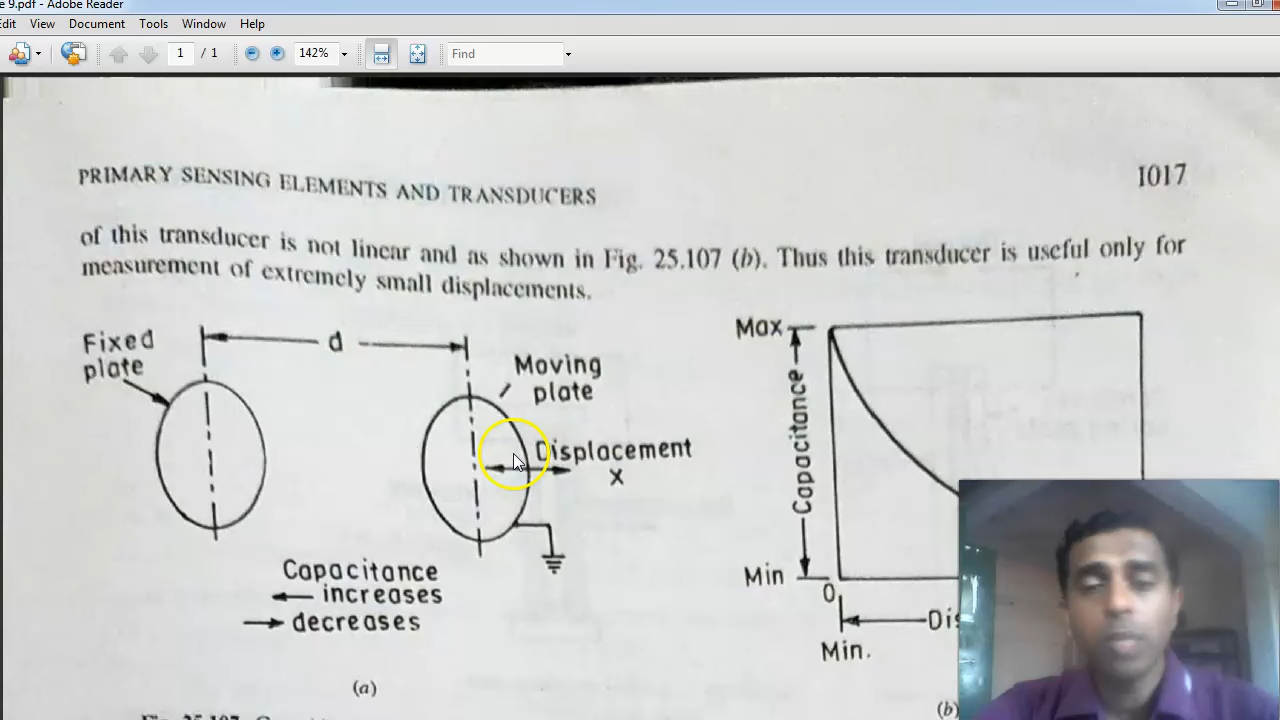 e 9.pdf - Adobe Reader
Edit View Document Tools Window Help
1 / 1 142% Find
PRIMARY SENSING ELEMENTS AND TRANSDUCERS 1017
of this transducer is not linear and as shown in Fig. 25.107 (b). Thus this transducer is useful only for
measurement of extremely small displacements.
Fixed
plate
d
Moving
plate
Displacement
x
Capacitance
increases
decreases
(a)
Max
Capacitance
Min
0
Min.
(b)